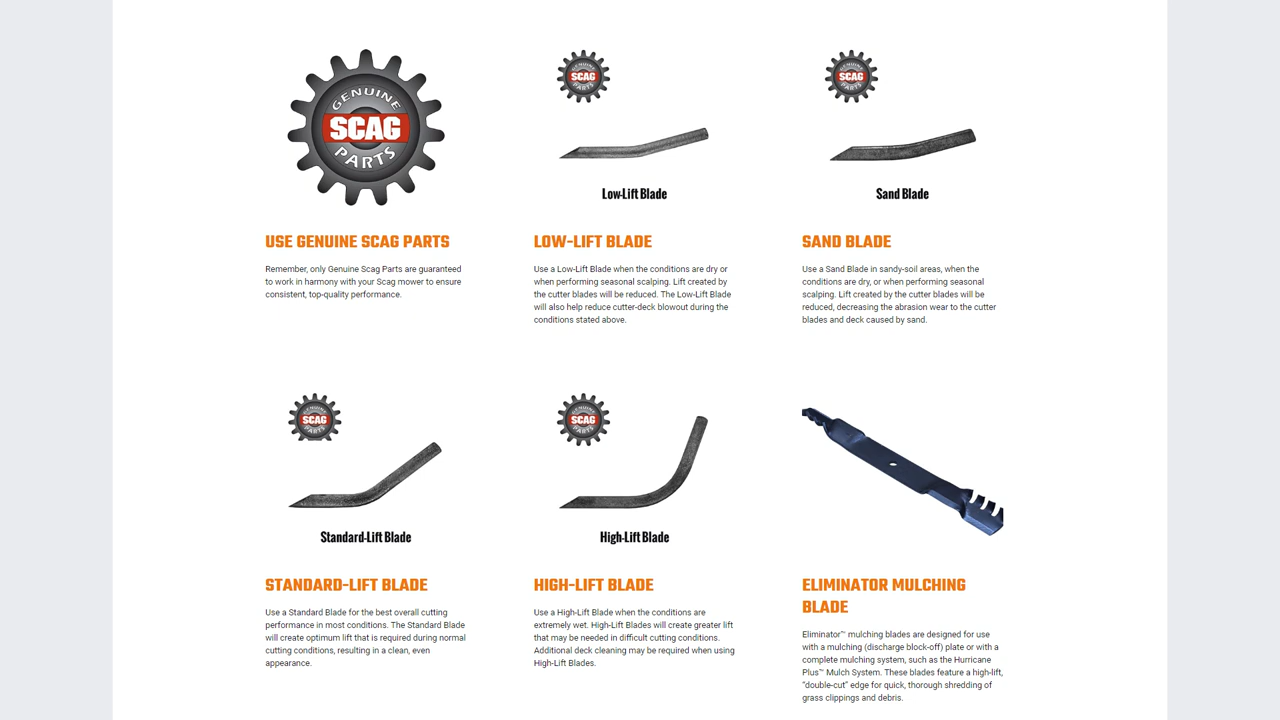 GENUINE
SCAG
PARTS
GENUINE
SCAG
PARTS
Low-Lift Blade
GENUINE
SCAG
PARTS
Sand Blade
USE GENUINE SCAG PARTS
Remember, only Genuine Scag Parts are guaranteed
to work in harmony with your Scag mower to ensure
consistent, top-quality performance.
LOW-LIFT BLADE
Use a Low-Lift Blade when the conditions are dry or
when performing seasonal scalping. Lift created by
the cutter blades will be reduced. The Low-Lift Blade
will also help reduce cutter-deck blowout during the
conditions stated above.
SAND BLADE
Use a Sand Blade in sandy-soil areas, when the
conditions are dry, or when performing seasonal
scalping. Lift created by the cutter blades will be
reduced, decreasing the abrasion wear to the cutter
blades and deck caused by sand.
GENUINE
SCAG
PARTS
Standard-Lift Blade
GENUINE
SCAG
PARTS
High-Lift Blade
STANDARD-LIFT BLADE
Use a Standard Blade for the best overall cutting
performance in most conditions. The Standard Blade
will create optimum lift that is required during normal
cutting conditions, resulting in a clean, even
appearance.
HIGH-LIFT BLADE
Use a High-Lift Blade when the conditions are
extremely wet. High-Lift Blades will create greater lift
that may be needed in difficult cutting conditions.
Additional deck cleaning may be required when using
High-Lift Blades.
ELIMINATOR MULCHING
BLADE
Eliminator™ mulching blades are designed for use
with a mulching (discharge block-off) plate or with a
complete mulching system, such as the Hurricane
Plus™ Mulch System. These blades feature a high-lift,
“double-cut” edge for quick, thorough shredding of
grass clippings and debris.